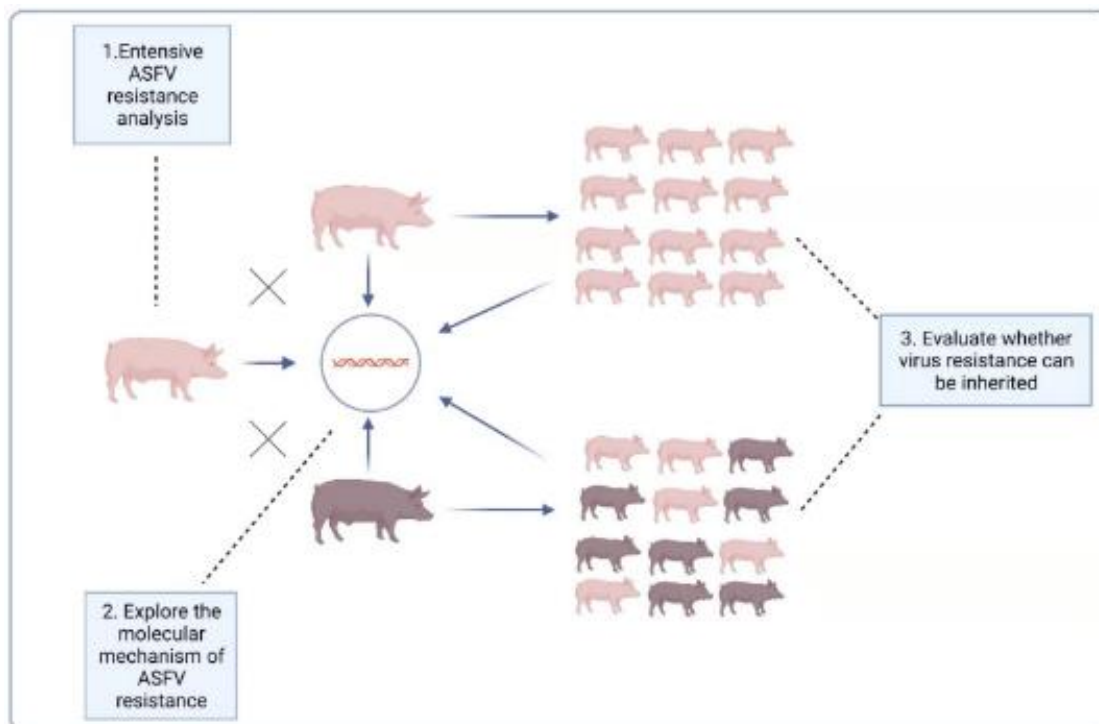 1.Entensive
ASFV
resistance
analysis
3. Evaluate whether
virus resistance can
be inherited
2. Explore the
molecular
mechanism of
ASFV
resistance